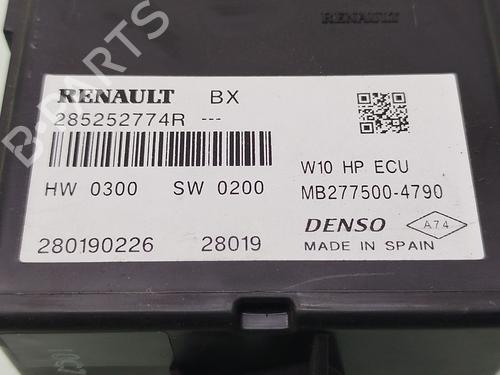 B-PARTS
RENAULT
RENAULT BX
285252774R ---
W10 HP ECU
HW 0300 SW 0200
MB277500-4790
DENSO
A74
280190226 28019
MADE IN SPAIN